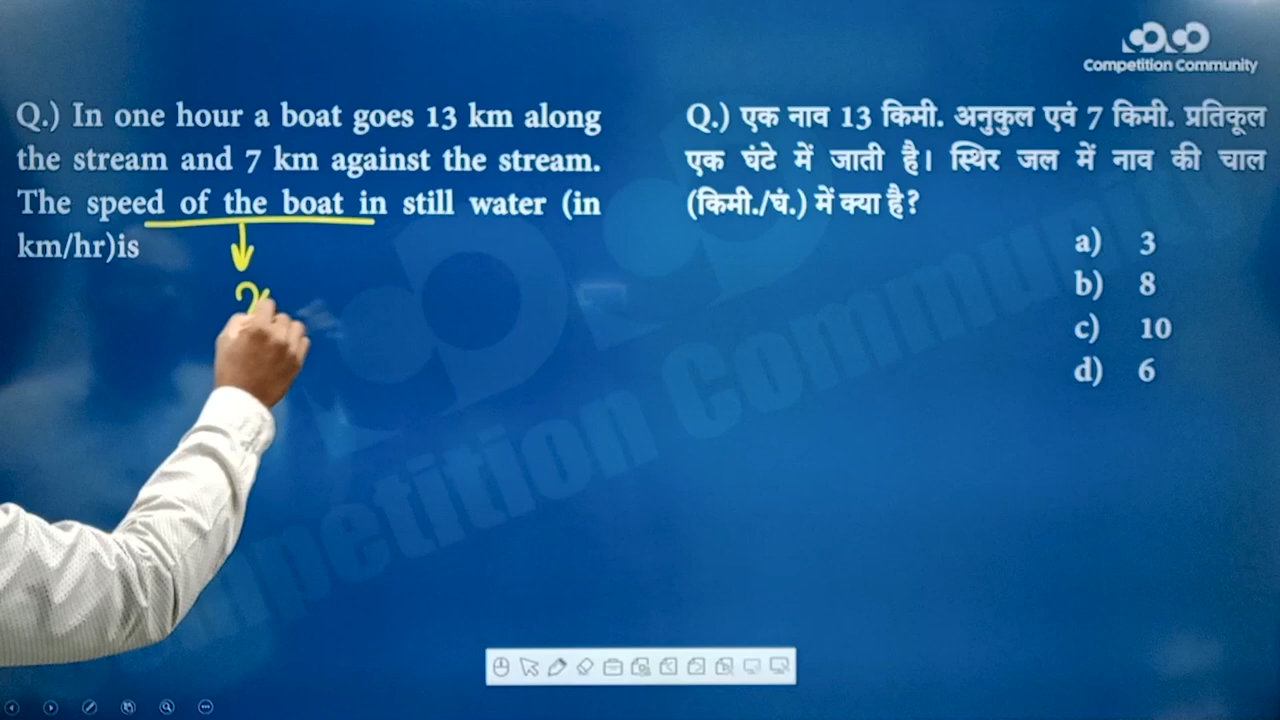 Competition Community
Q.) In one hour a boat goes 13 km along
the stream and 7 km against the stream.
The speed of the boat in still water (in
km/hr)is
Q.) एक नाव 13 किमी. अनुकुल एवं 7 किमी. प्रतिकूल
एक घंटे में जाती है। स्थिर जल में नाव की चाल
(किमी./घं.) में क्या है?
a) 3
b) 8
c) 10
d) 6
Competition Community